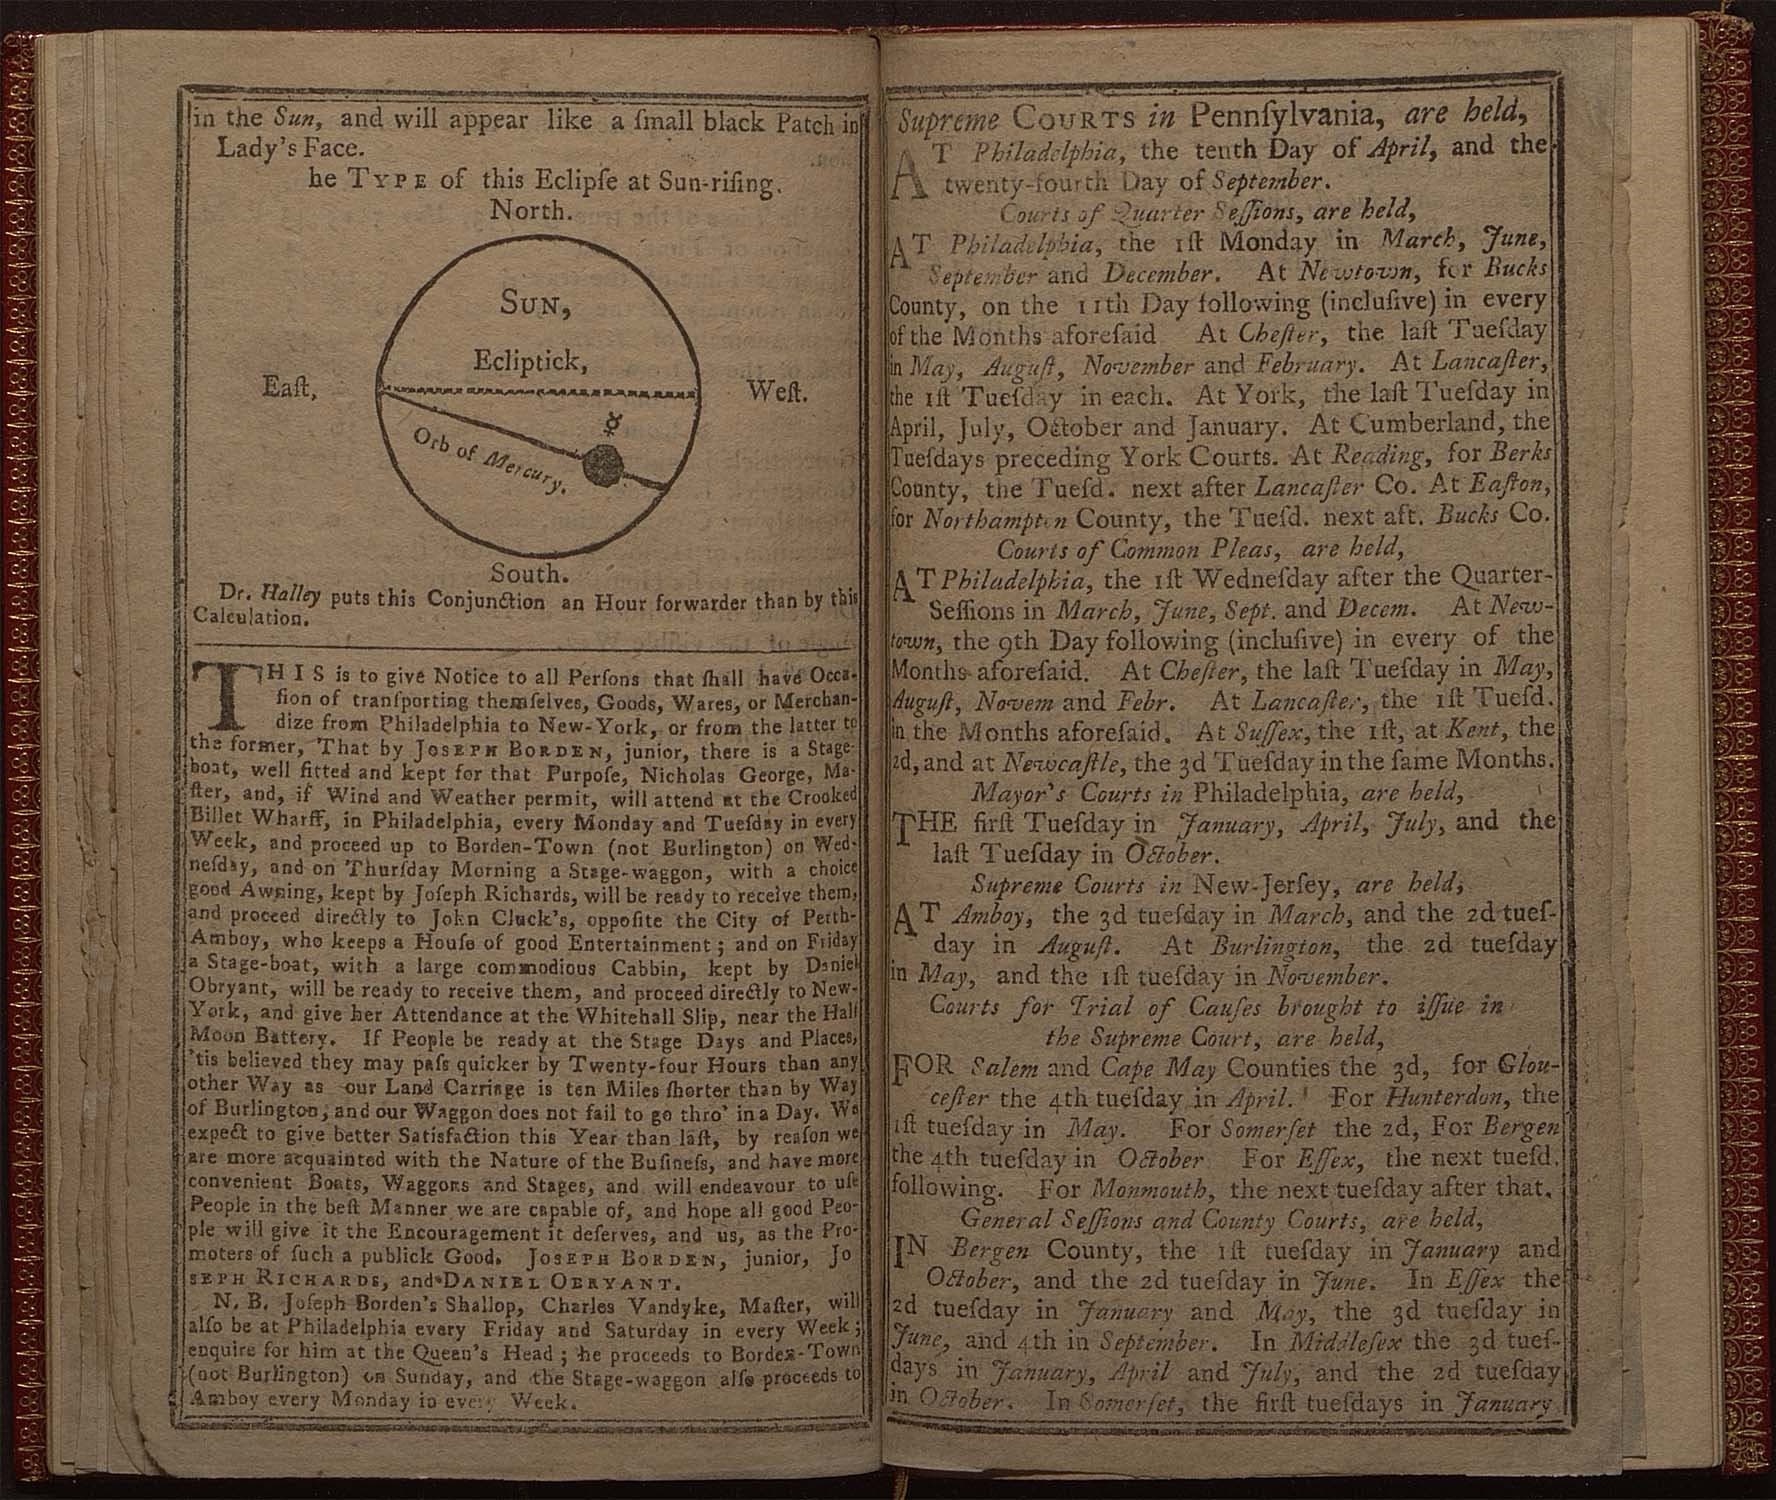 in the Sun, and will appear like a ſmall black Patch in
Lady's Face.
he TYPE of this Eclipſe at Sun-riſing.
North.
SUN,
Ecliptick,
Eaſt,
Weſt.
☿
Orb of Mercury.
South.
Dr. Halley puts this Conjunction an Hour forwarder than by this
Calculation.
THIS is to give Notice to all Perſons that ſhall have Occa-
ſion of tranſporting themſelves, Goods, Wares, or Merchan-
dize from Philadelphia to New-York, or from the latter to
the former, That by JOSEPH BORDEN, junior, there is a Stage-
boat, well fitted and kept for that Purpoſe, Nicholas George, Ma-
ſter, and, if Wind and Weather permit, will attend at the Crooked
Billet Wharff, in Philadelphia, every Monday and Tueſday in every
Week, and proceed up to Borden-Town (not Burlington) on Wed-
neſday, and on Thurſday Morning a Stage-waggon, with a choice
good Awning, kept by Joſeph Richards, will be ready to receive them,
and proceed directly to John Cluck's, oppoſite the City of Perth-
Amboy, who keeps a Houſe of good Entertainment; and on Friday
a Stage-boat, with a large commodious Cabbin, kept by Daniel
Obryant, will be ready to receive them, and proceed directly to New-
York, and give her Attendance at the Whitehall Slip, near the Half
Moon Battery. If People be ready at the Stage Days and Places,
'tis believed they may paſs quicker by Twenty-four Hours than any
other Way as our Land Carriage is ten Miles ſhorter than by Way
of Burlington, and our Waggon does not fail to go thro' in a Day. We
expect to give better Satisfaction this Year than laſt, by reaſon we
are more acquainted with the Nature of the Buſineſs, and have more
convenient Boats, Waggons and Stages, and will endeavour to uſe
People in the beſt Manner we are capable of, and hope all good Peo-
ple will give it the Encouragement it deſerves, and us, as the Pro-
moters of ſuch a publick Good. JOSEPH BORDEN, junior, JO
SEPH RICHARDS, and DANIEL OBRYANT.
N. B. Joſeph Borden's Shallop, Charles Vandyke, Maſter, will
alſo be at Philadelphia every Friday and Saturday in every Week;
enquire for him at the Queen's Head; he proceeds to Borden-Town
(not Burlington) on Sunday, and the Stage-waggon alſo proceeds to
Amboy every Monday in every Week.
Supreme COURTS in Pennſylvania, are held,
AT Philadelphia, the tenth Day of April, and the
twenty-fourth Day of September.
Courts of Quarter Seſſions, are held,
AT Philadelphia, the 1ſt Monday in March, June,
September and December. At Newtown, for Bucks
County, on the 11th Day following (incluſive) in every
of the Months aforeſaid At Cheſter, the laſt Tueſday
in May, Auguſt, November and February. At Lancaſter,
the 1ſt Tueſday in each. At York, the laſt Tueſday in
April, July, October and January. At Cumberland, the
Tueſdays preceding York Courts. At Reading, for Berks
County, the Tueſd. next after Lancaſter Co. At Eaſton,
for Northampton County, the Tueſd. next aft. Bucks Co.
Courts of Common Pleas, are held,
AT Philadelphia, the 1ſt Wedneſday after the Quarter-
Seſſions in March, June, Sept. and Decem. At New-
town, the 9th Day following (incluſive) in every of the
Months aforeſaid. At Cheſter, the laſt Tueſday in May,
Auguſt, Novem and Febr. At Lancaſter, the 1ſt Tueſd.
in the Months aforeſaid. At Suſſex, the 1ſt, at Kent, the
2d, and at Newcaſtle, the 3d Tueſday in the ſame Months.
Mayor's Courts in Philadelphia, are held,
THE firſt Tueſday in January, April, July, and the
laſt Tueſday in October.
Supreme Courts in New-Jerſey, are held,
AT Amboy, the 3d tueſday in March, and the 2d tueſ-
day in Auguſt. At Burlington, the 2d tueſday
in May, and the 1ſt tueſday in November.
Courts for Trial of Cauſes brought to iſſue in
the Supreme Court, are held,
FOR Salem and Cape May Counties the 3d, for Glou-
ceſter the 4th tueſday in April. For Hunterdon, the
1ſt tueſday in May. For Somerſet the 2d, For Bergen
the 4th tueſday in October For Eſſex, the next tueſd.
following. For Monmouth, the next tueſday after that.
General Seſſions and County Courts, are held,
IN Bergen County, the 1ſt tueſday in January and
October, and the 2d tueſday in June. In Eſſex the
2d tueſday in January and May, the 3d tueſday in
June, and 4th in September. In Middleſex the 3d tueſ-
days in January, April and July, and the 2d tueſday
in October. In Somerſet, the firſt tueſdays in January